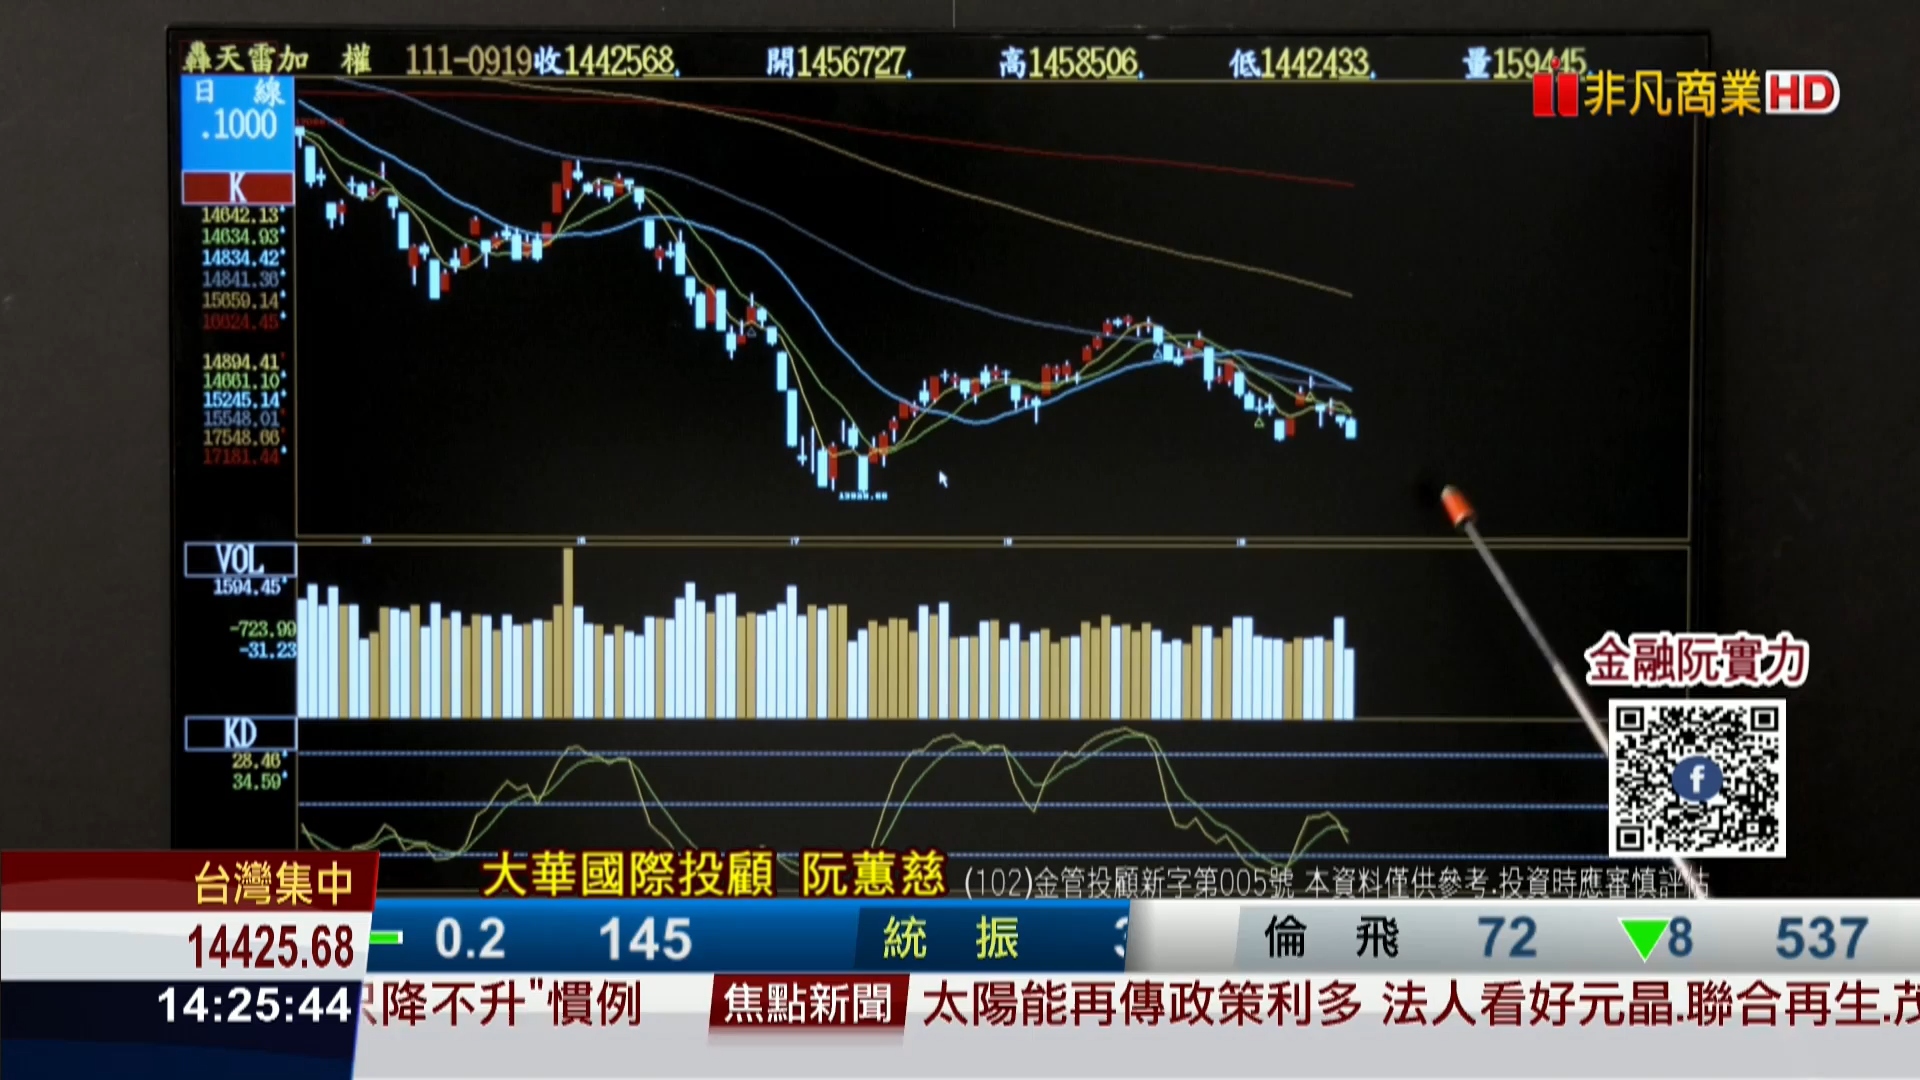 轟天雷加 權 111-0919收1442568. 開1456727. 高1458506. 低1442433. 量159445.
非凡商業HD
日 線
.1000
K
14642.13
14634.93
14834.42
14841.36
15659.14
16624.45
14894.41
14661.10
15245.14
15548.01
17548.66
17181.44
VOL
1594.45
-723.99
-31.23
KD
28.46
34.59
金融阮實力
f
大華國際投顧 阮蕙慈
(102)金管投顧新字第005號 本資料僅供參考.投資時應審慎評估
台灣集中
14425.68
0.2 145 統 振
倫 飛 72 ▼8 537
14:25:44
降不升"慣例 焦點新聞 太陽能再傳政策利多 法人看好元晶.聯合再生.茂